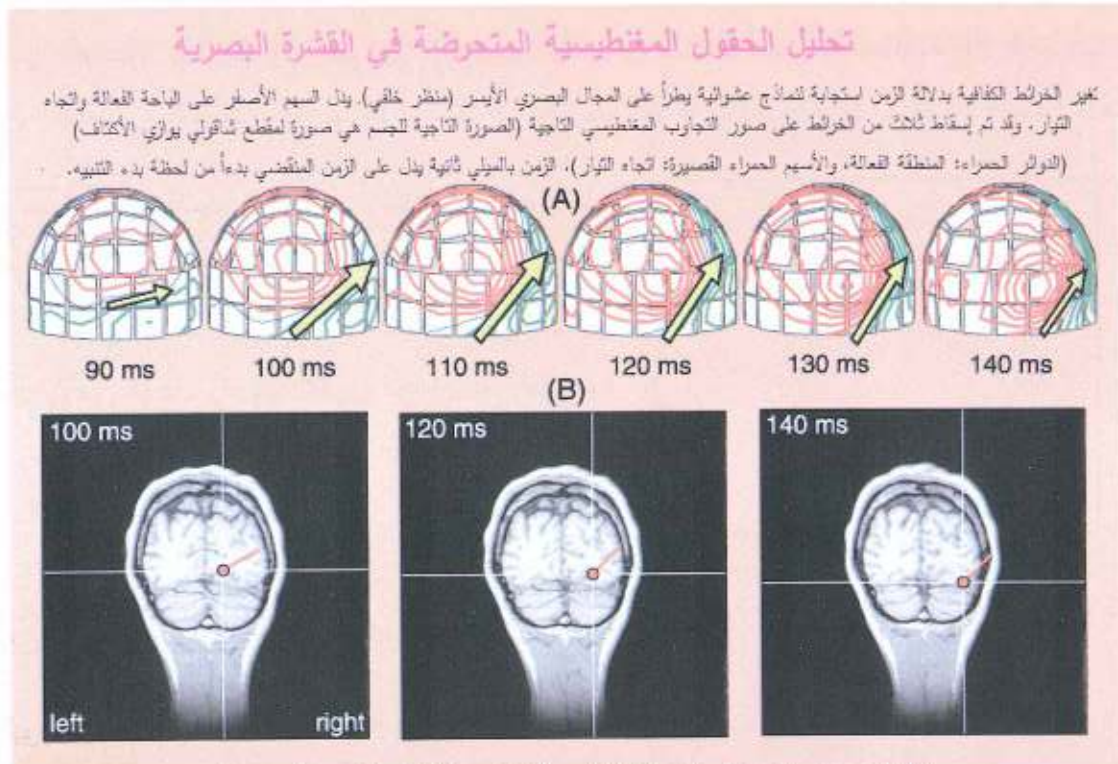 تحليل الحقول المغنطيسية المتحرضة في القشرة البصرية
تغير الخرائط الكفافية بدلالة الزمن استجابة لنماذج عشوائية يطرأ على المجال البصري الأيسر (منظر خلفي). يدل السهم الأصفر على الباحة الفعالة واتجاه
التيار. وقد تم إسقاط ثلاث من الخرائط على صور التجاوب المغنطيسي التاجية (الصورة التاجية للجسم هي صورة لمقطع شاقولي يوازي الأكتاف)
(الدوائر الحمراء: المنطقة الفعالة، والأسهم الحمراء القصيرة: اتجاه التيار)، الزمن بالميلي ثانية يدل على الزمن المنقضي بدءاً من لحظة بدء التنبيه.
(A)
90 ms 100 ms 110 ms 120 ms 130 ms 140 ms
(B)
100 ms 120 ms 140 ms
left right